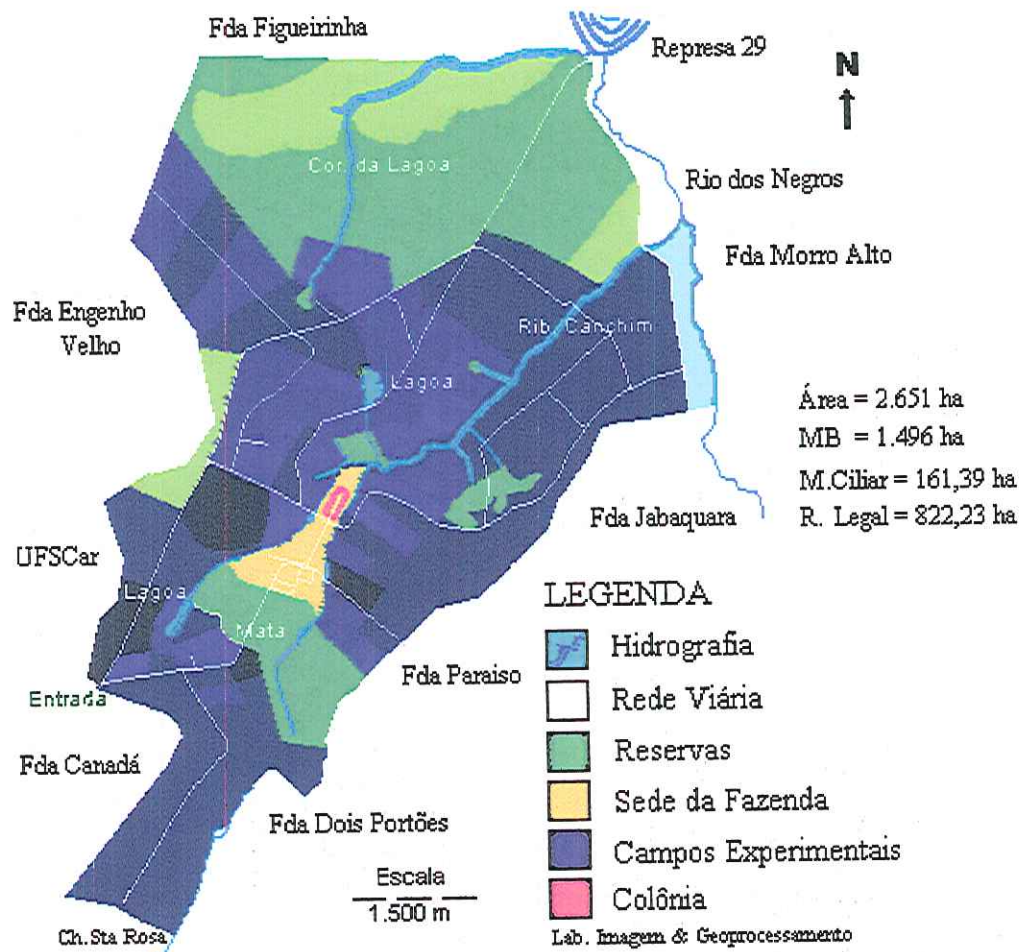 Fda Figueirinha
Represa 29
N
Cor. da Lagoa
Rio dos Negros
Fda Morro Alto
Fda Engenho
Velho
Rib. Canchim
Lagoa
Área = 2.651 ha
MB = 1.496 ha
M.Ciliar = 161,39 ha
R. Legal = 822,23 ha
Fda Jabaquara
UFSCar
Lagoa
Mata
Fda Paraiso
Entrada
Fda Canadá
Fda Dois Portões
Escala
1.500 m
Ch.Sta Rosa
LEGENDA
Hidrografia
Rede Viária
Reservas
Sede da Fazenda
Campos Experimentais
Colônia
Lab. Imagem & Geoprocessamento